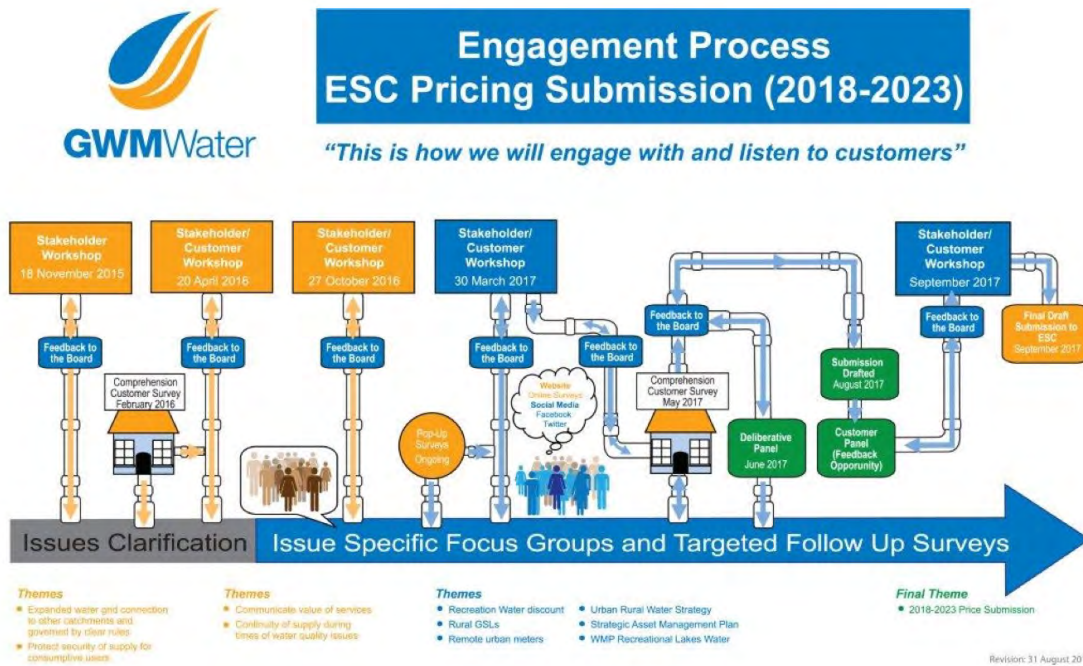 GWMWater
Engagement Process
ESC Pricing Submission (2018-2023)
“This is how we will engage with and listen to customers”
Stakeholder
Workshop
18 November 2015
Stakeholder/
Customer
Workshop
20 April 2016
Stakeholder/
Customer
Workshop
27 October 2016
Stakeholder/
Customer
Workshop
30 March 2017
Stakeholder/
Customer
Workshop
September 2017
Feedback to
the Board
Feedback to
the Board
Feedback to
the Board
Feedback to
the Board
Feedback to
the Board
Feedback to
the Board
Feedback to
the Board
Final Draft
Submission to
ESC
September 2017
Comprehension
Customer Survey
February 2016
Pop-Up
Surveys
Ongoing
Website
Online Surveys
Social Media
Facebook
Twitter
Comprehension
Customer Survey
May 2017
Deliberative
Panel
June 2017
Submission
Drafted
August 2017
Customer
Panel
(Feedback
Opporunity)
Issues Clarification
Issue Specific Focus Groups and Targeted Follow Up Surveys
Themes
Expanded water grid connection
to other catchments and
governed by clear rules
Protect security of supply for
consumptive users
Themes
Communicate value of services
Continuity of supply during
times of water quality issues
Themes
Recreation Water discount
Rural GSLs
Remote urban meters
Urban Rural Water Strategy
Strategic Asset Management Plan
WMP Recreational Lakes Water
Final Theme
2018-2023 Price Submission
Revision: 31 August 20